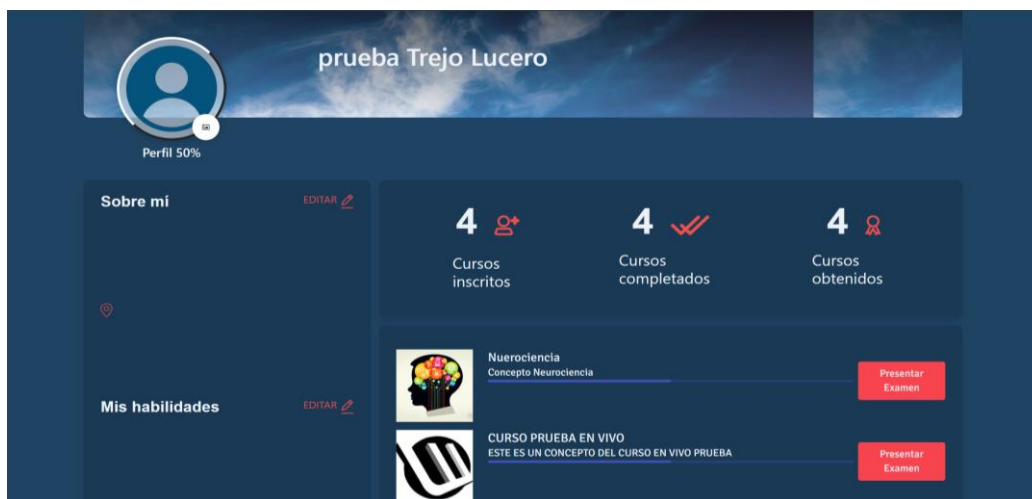 prueba Trejo Lucero
Perfil 50%
Sobre mí
EDITAR
4
Cursos
inscritos
4
Cursos
completados
4
Cursos
obtenidos
Mis habilidades
EDITAR
Nuerociencia
Concepto Neurociencia
Presentar
Examen
CURSO PRUEBA EN VIVO
ESTE ES UN CONCEPTO DEL CURSO EN VIVO PRUEBA
Presentar
Examen